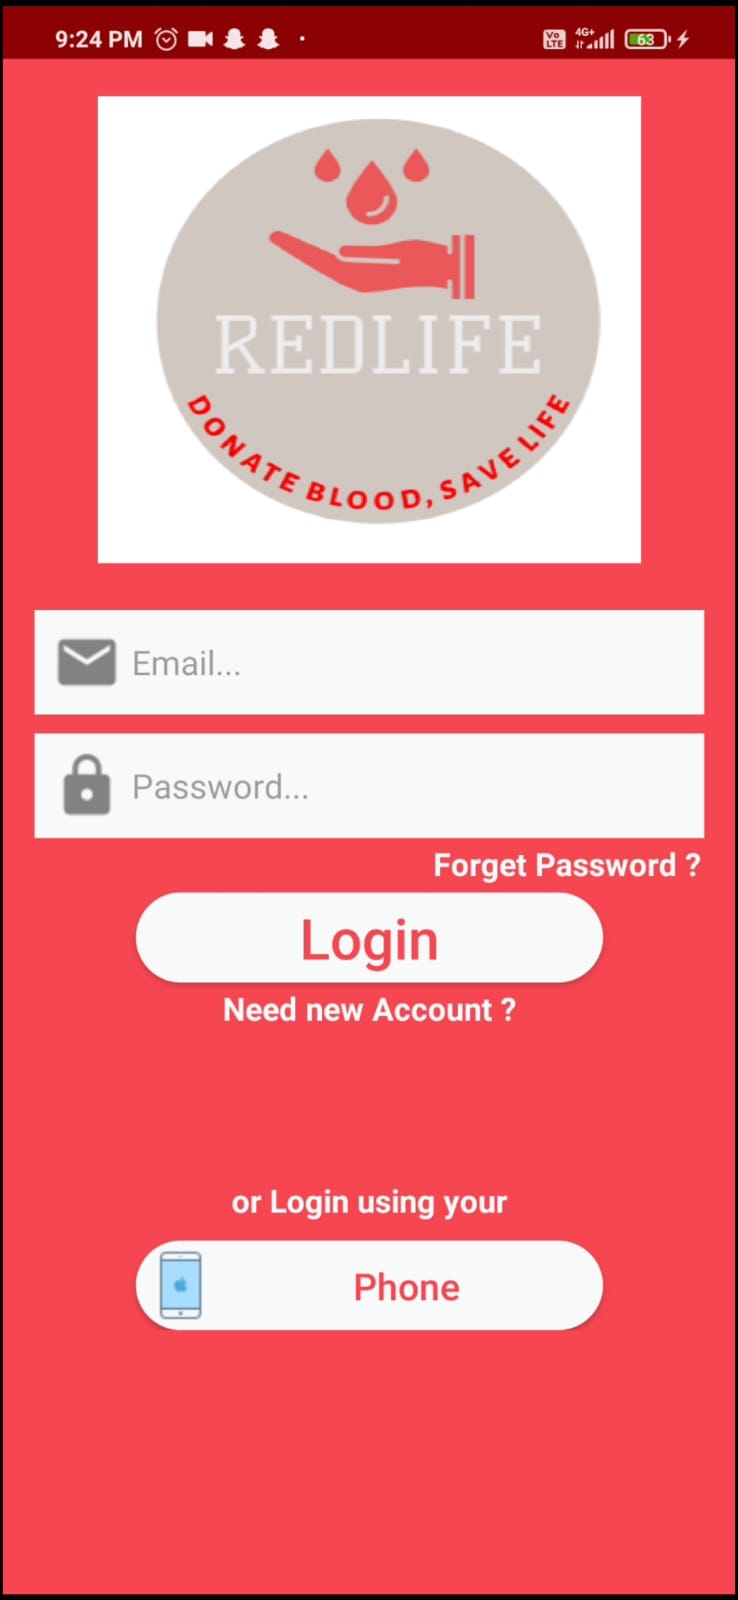 9:24 PM
Vo LTE 4G+ 63
REDLIFE
DONATE BLOOD, SAVE LIFE
Email...
Password...
Forget Password ?
Login
Need new Account ?
or Login using your
Phone